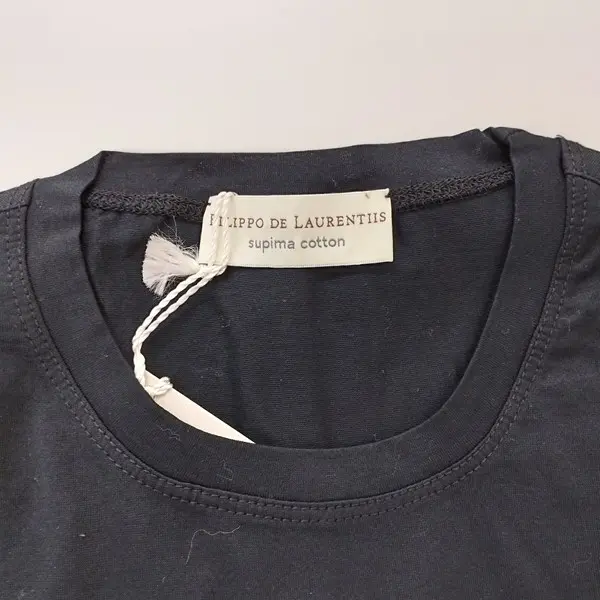 FILIPPO DE LAURENTIIS
supima cotton